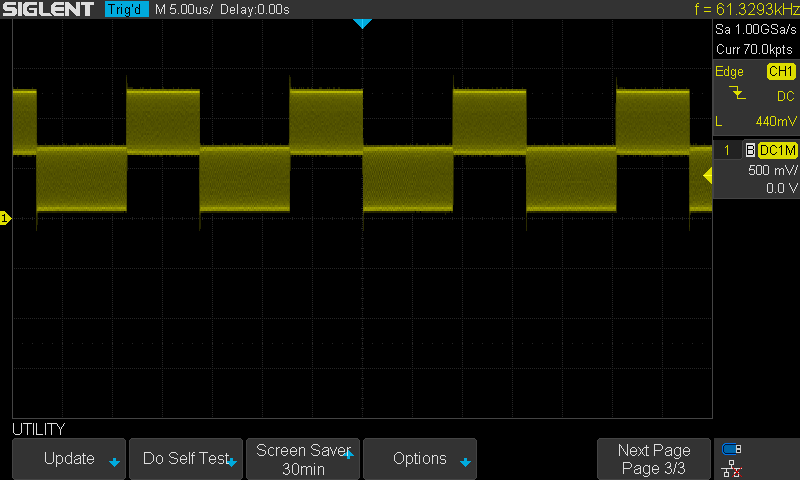 SIGLENT Trig'd M 5.00us/ Delay:0.00s f = 61.3293kHz
Sa 1.00GSa/s
Curr 70.0kpts
Edge CH1
DC
L 440mV
1 B DC1M
500 mV/
0.0 V
1
UTILITY
Update
Do Self Test
Screen Saver
30min
Options
Next Page
Page 3/3